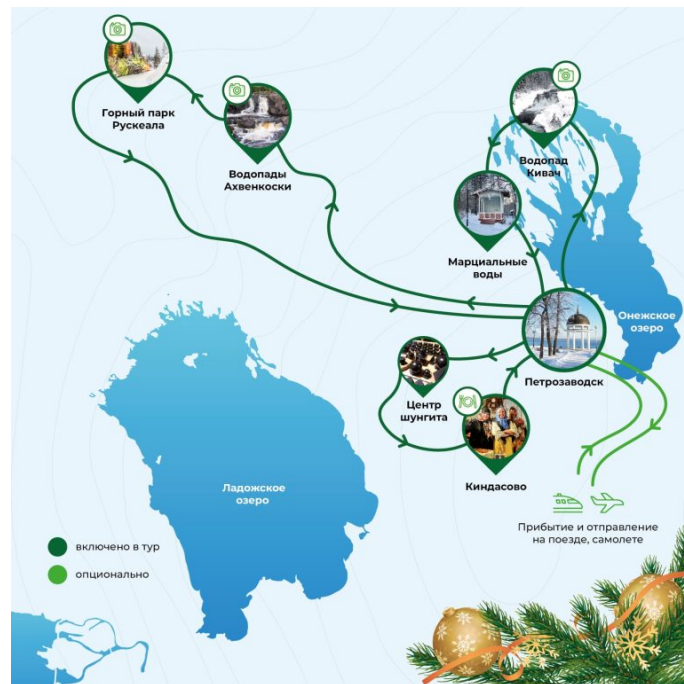 Горный парк
Рускеала
Водопады
Ахвенкоски
Водопад
Кивач
Марциальные
воды
Онежское
озеро
Петрозаводск
Центр
шунгита
Киндасово
Ладожское
озеро
Прибытие и отправление
на поезде, самолете
включено в тур
опционально